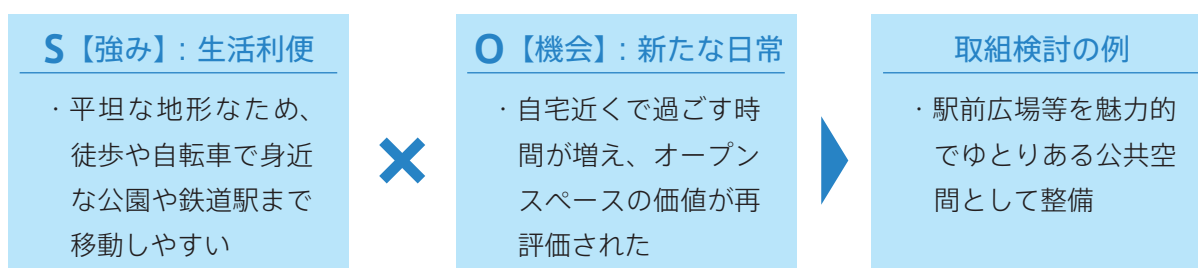 S【強み】: 生活利便
・平坦な地形なため、
徒歩や自転車で身近
な公園や鉄道駅まで
移動しやすい
×
O【機会】: 新たな日常
・自宅近くで過ごす時
間が増え、オープン
スペースの価値が再
評価された
取組検討の例
・駅前広場等を魅力的
でゆとりある公共空
間として整備